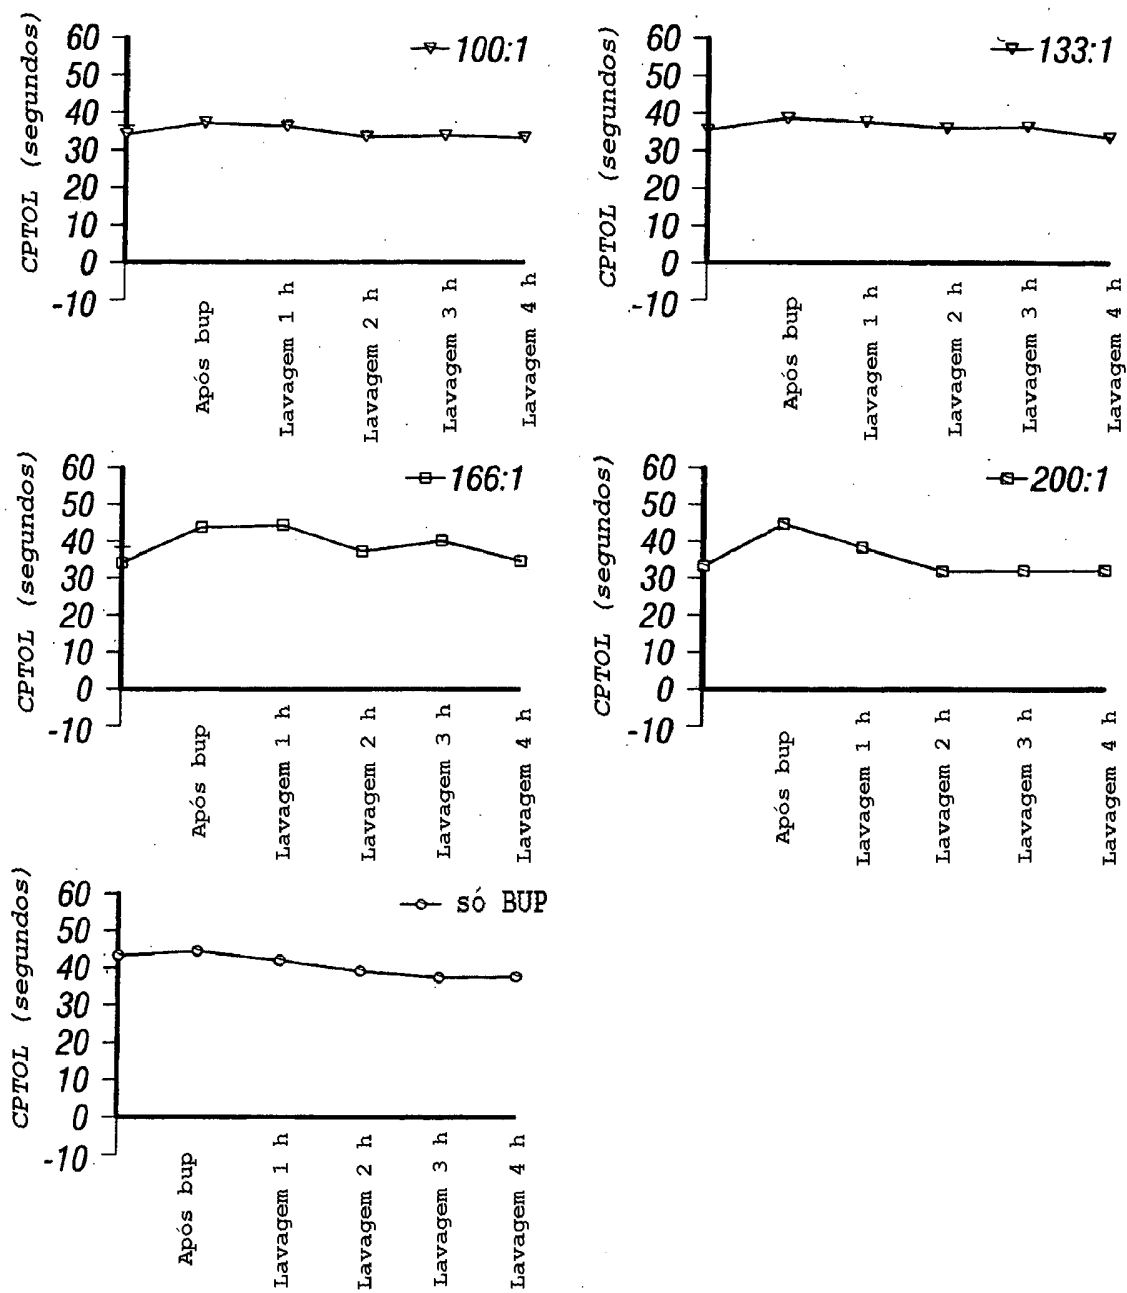 CPTOL (segundos)
60
50
40
30
20
10
0
-10
100:1
Após bup
Lavagem 1 h
Lavagem 2 h
Lavagem 3 h
Lavagem 4 h
CPTOL (segundos)
60
50
40
30
20
10
0
-10
133:1
Após bup
Lavagem 1 h
Lavagem 2 h
Lavagem 3 h
Lavagem 4 h
CPTOL (segundos)
60
50
40
30
20
10
0
-10
166:1
Após bup
Lavagem 1 h
Lavagem 2 h
Lavagem 3 h
Lavagem 4 h
CPTOL (segundos)
60
50
40
30
20
10
0
-10
200:1
Após bup
Lavagem 1 h
Lavagem 2 h
Lavagem 3 h
Lavagem 4 h
CPTOL (segundos)
60
50
40
30
20
10
0
-10
só BUP
Após bup
Lavagem 1 h
Lavagem 2 h
Lavagem 3 h
Lavagem 4 h